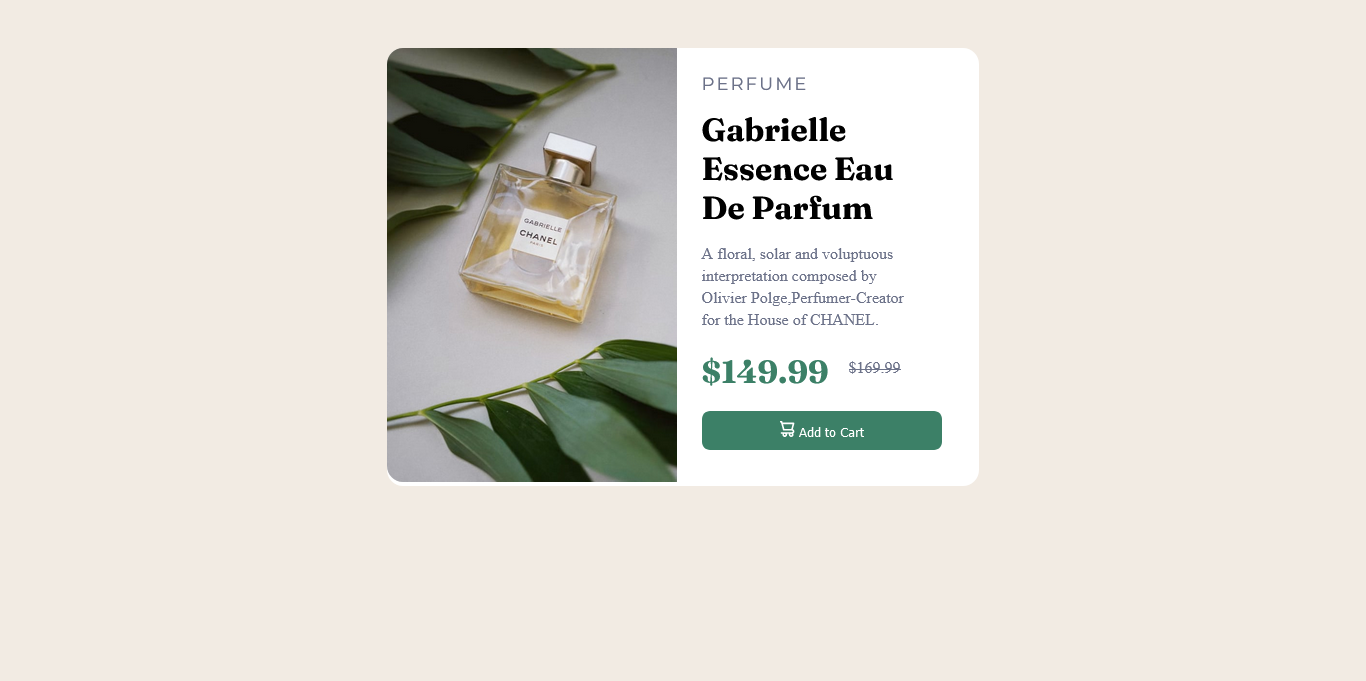 GABRIELLE
CHANEL
PARIS
PERFUME
Gabrielle
Essence Eau
De Parfum
A floral, solar and voluptuous
interpretation composed by
Olivier Polge,Perfumer-Creator
for the House of CHANEL.
$149.99 $169.99
Add to Cart